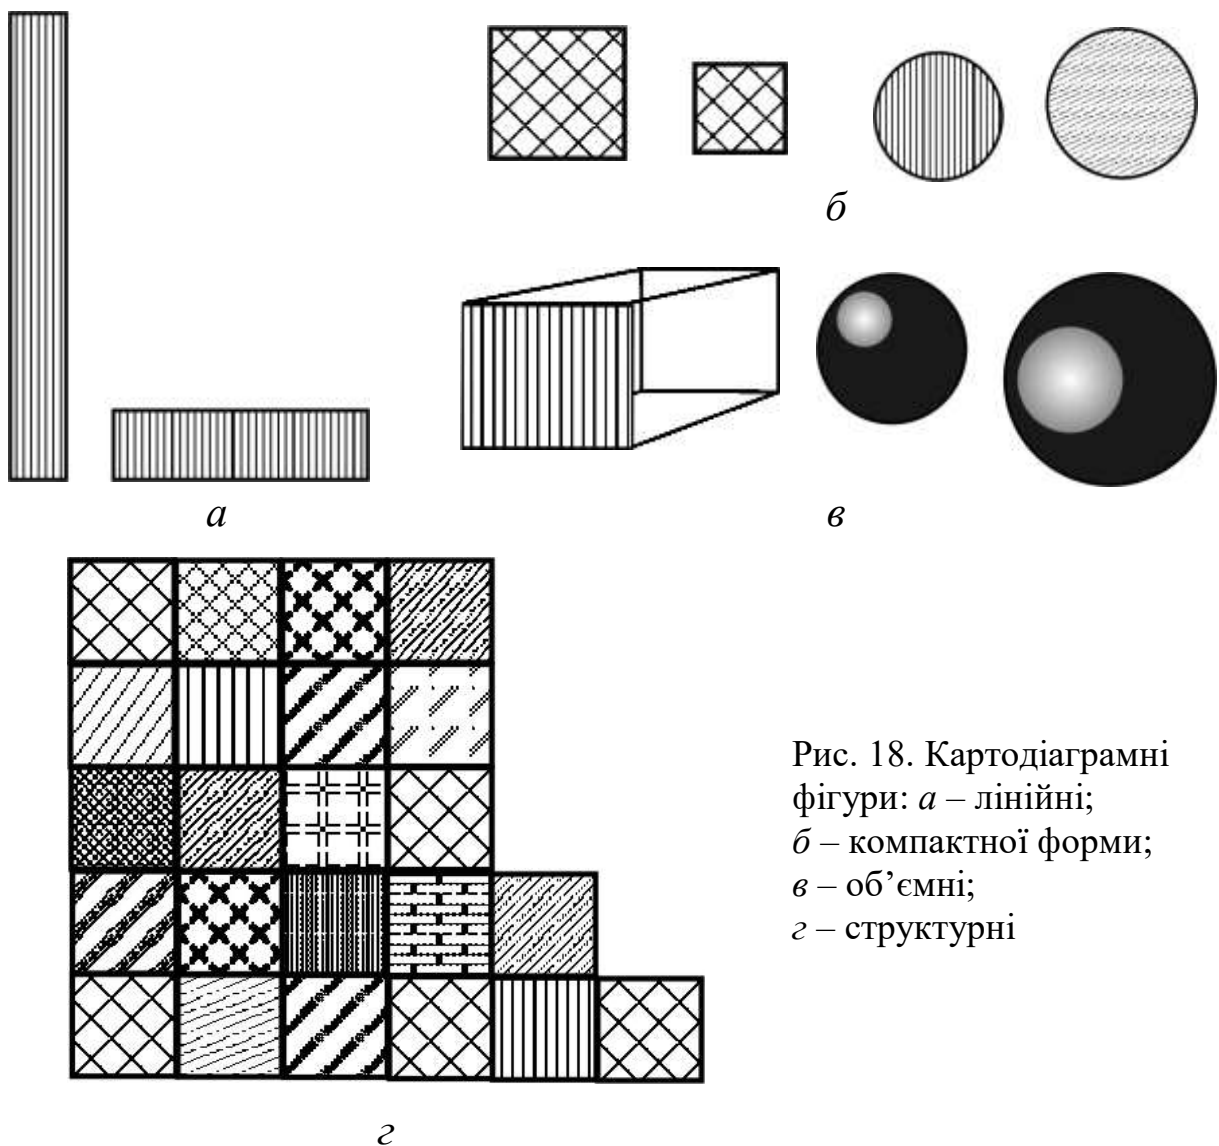 б
а
в
Рис. 18. Картодіаграмні
фігури: а – лінійні;
б – компактної форми;
в – об’ємні;
г – структурні
г